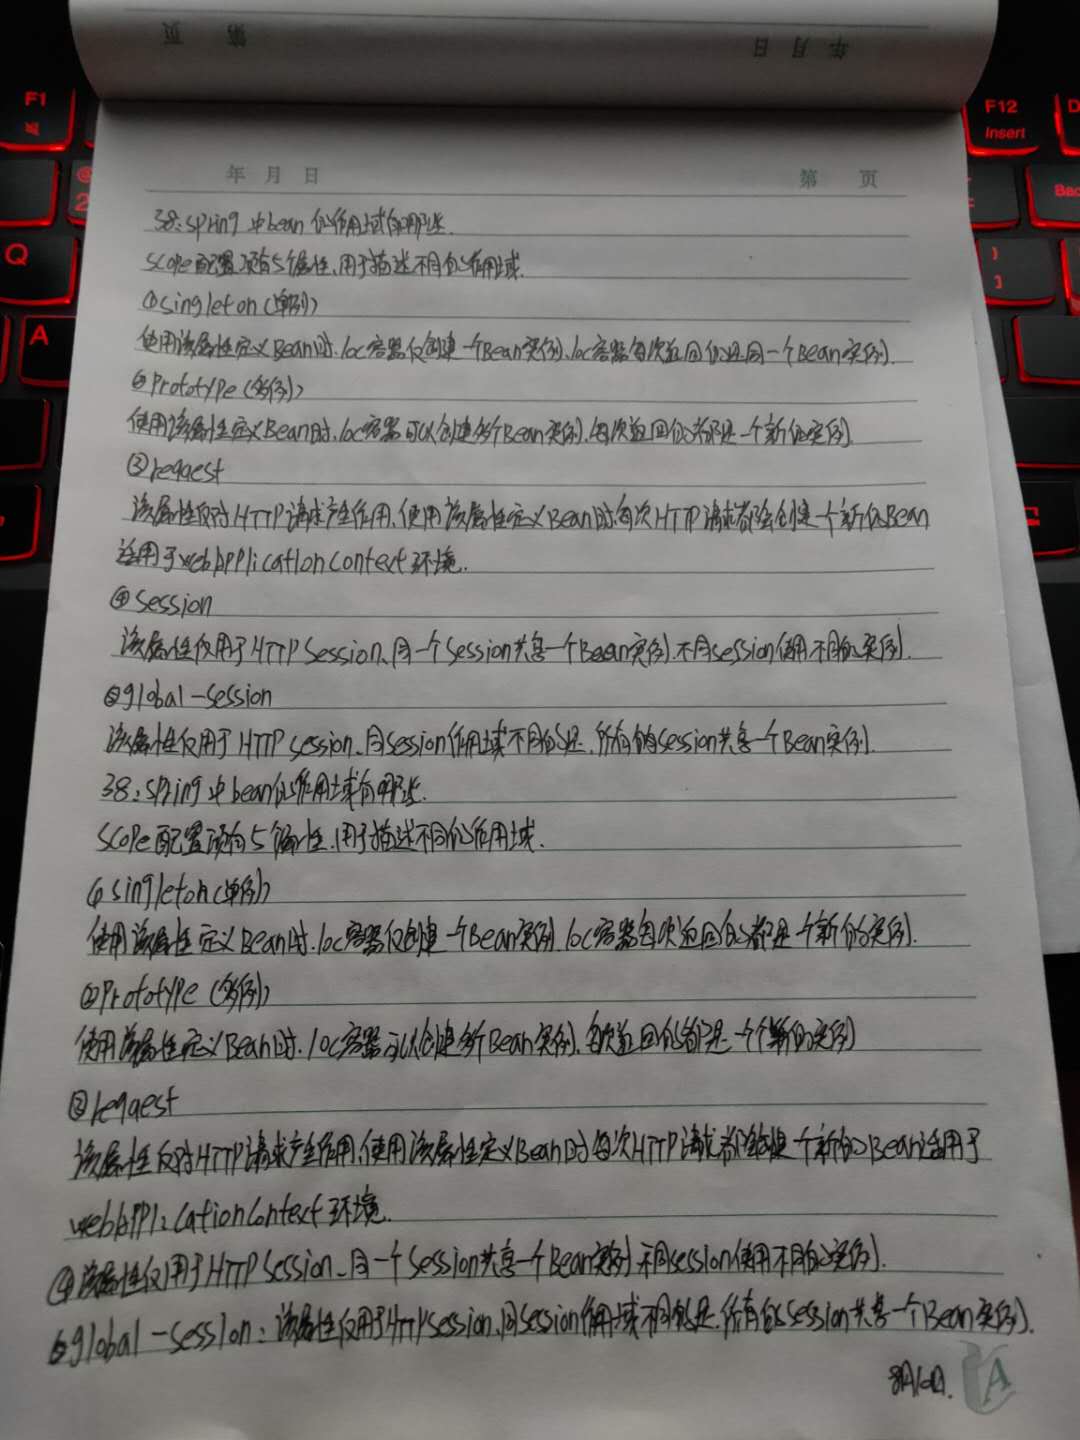 第 页
年 月 日
F1
F12
Insert
Q
A
2
年 月 日 第 页
38:spring中bean的作用域有哪些.
scope配置项有5个属性,用于描述不同的作用域.
①singleton(单例)
使用该属性定义Bean时,loc容器仅创建一个Bean实例,loc容器每次返回的是同一个Bean实例.
②Prototype(多例)
使用该属性定义Bean时,loc容器可以创建多个Bean实例,每次返回的都是一个新的实例
③reqaest
该属性仅对HTTP请求产生作用,使用该属性定义Bean时,每次HTTP请求都会创建一个新的Bean
适用于WebApplicationContext环境.
④session
该属性仅用于HTTP Session、同一个Session共享一个Bean实例.不同session使用不同的实例.
⑤global-session
该属性仅用于HTTP session、同session作用域不同的是,所有的session共享一个Bean实例.
38:spring中bean的作用域有哪些.
scope配置项有5个属性,用于描述不同的作用域.
①singleton(单例)
使用该属性定义Bean时,loc容器仅创建一个Bean实例,loc容器每次返回的都是一个新的实例.
②Prototype(多例)
使用该属性定义Bean时,loc容器可以创建多个Bean实例,每次返回的都是一个个新的实例
③reqaest
该属性仅对HTTP请求产生作用,使用该属性定义Bean时每次HTTP请求都会创建一个新的Bean适用于
WebApplicationContext环境.
④该属性仅用于HTTP Session、同一个Session共享一个Bean实例不同session使用不同的实例.
⑤global-session:该属性仅用于Httpsession、同session作用域不同的是,所有的session共享一个Bean实例.
8月10日.
A